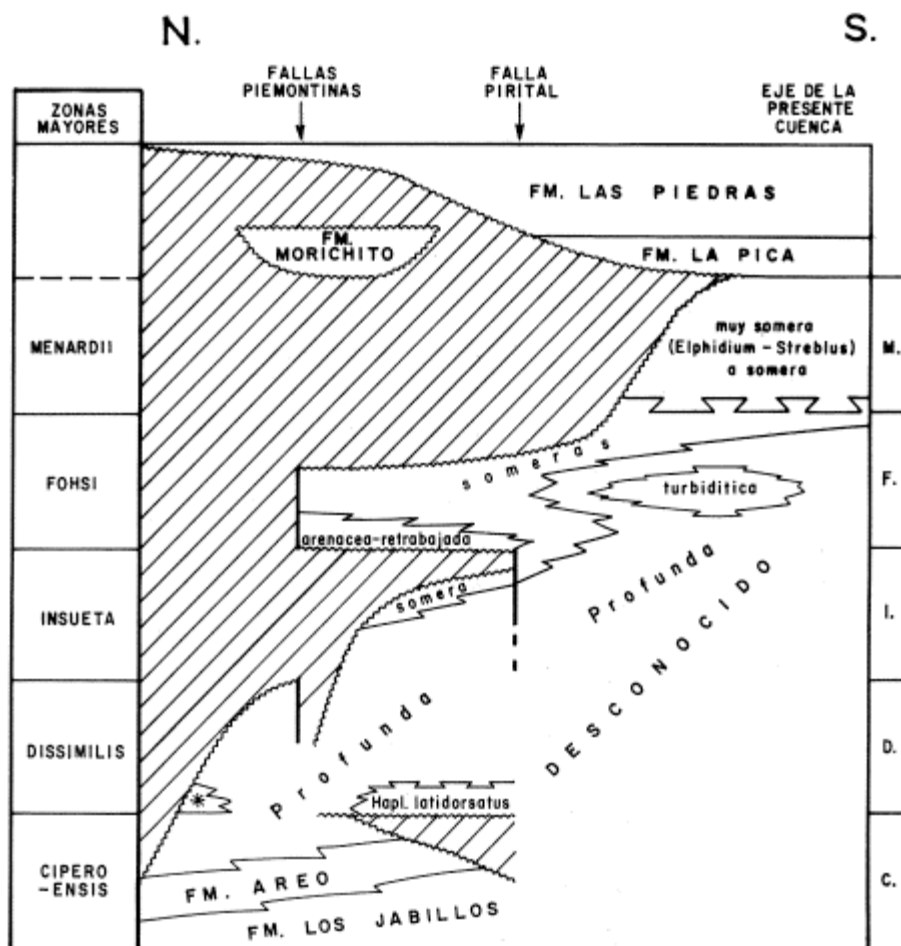 N.
S.
FALLAS
PIEMONTINAS
FALLA
PIRITAL
EJE DE LA
PRESENTE
CUENCA
ZONAS
MAYORES
FM. LAS PIEDRAS
FM.
MORICHITO
FM. LA PICA
MENARDII
muy somera
(Elphidium - Streblus)
a somera
M.
FOHSI
someras
turbiditica
F.
arenacea-retrabajada
INSUETA
somera
Profunda
I.
DESCONOCIDO
DISSIMILIS
Profunda
D.
*
Hapl. latidorsatus
CIPERO
-ENSIS
FM. AREO
C.
FM. LOS JABILLOS